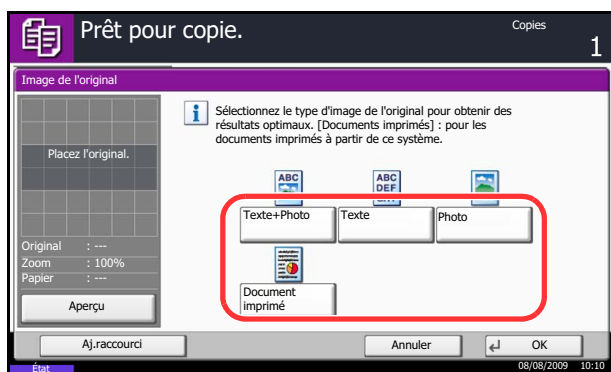 Prêt pour copie.
Copies
1
Image de l'original
Placez l'original.
Sélectionnez le type d'image de l'original pour obtenir des
résultats optimaux. [Documents imprimés] : pour les
documents imprimés à partir de ce système.
ABC
ABC
DEF
Texte+Photo
Texte
Photo
Document
imprimé
Original : ---
Zoom : 100%
Papier : ---
Aperçu
Aj.raccourci
Annuler
OK
État
08/08/2009 10:10